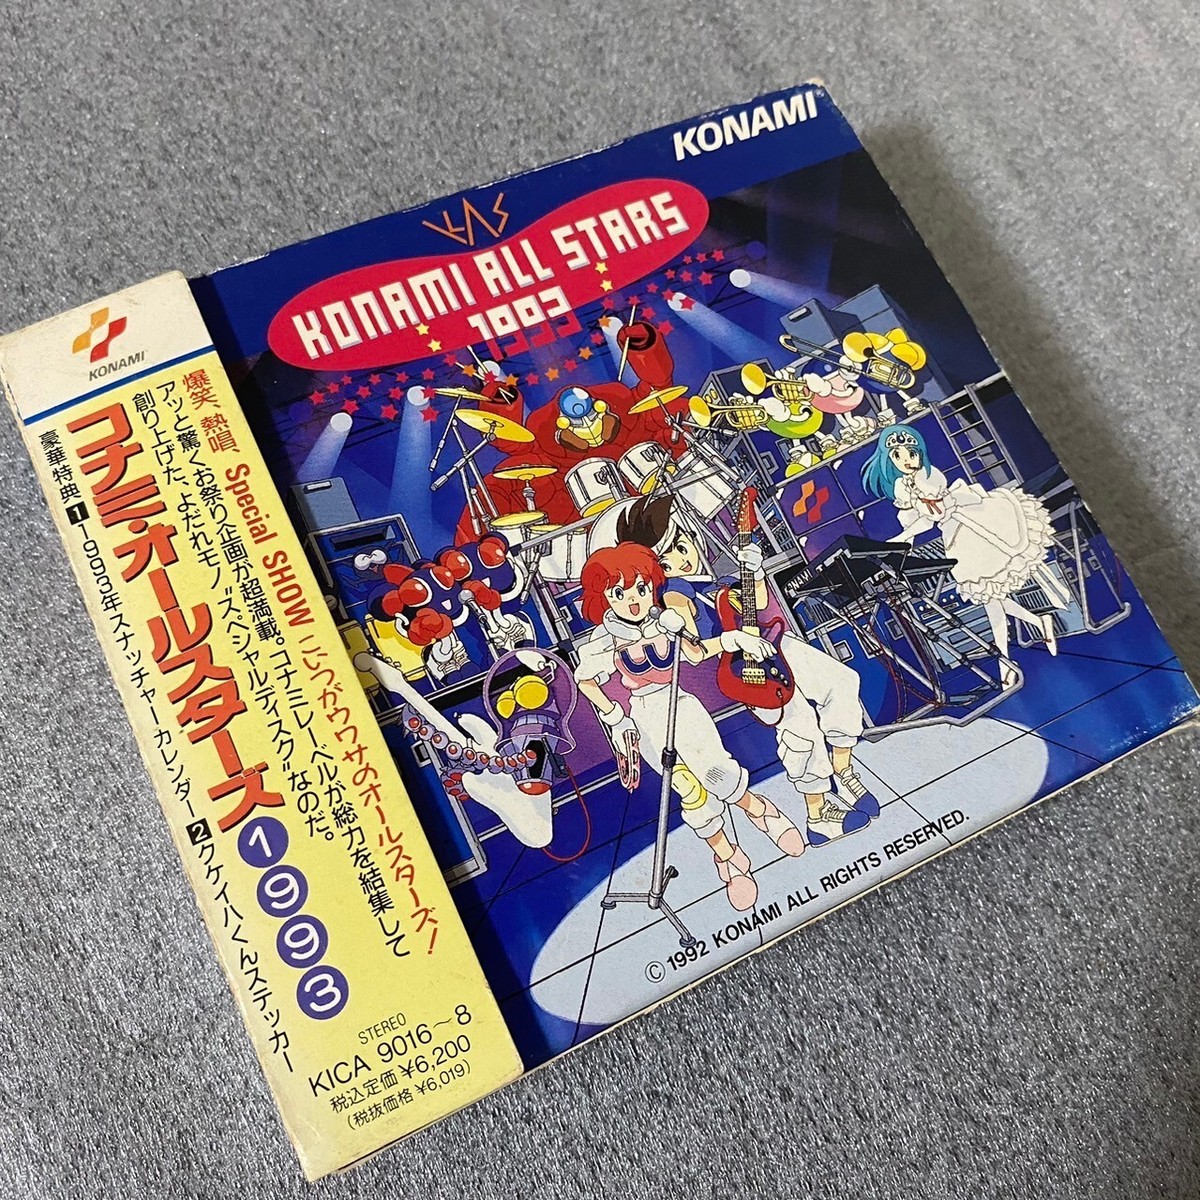 KONAMI
コナミ・オールスターズ1993
爆笑、熱唱、Special SHOW こいつがウワサのオールスターズ!
アッと驚くお祭り企画が超満載。コナミレーベルが総力を結集して
創り上げた、よだれモノ“スペシャルディスク”なのだ。
豪華特典 1 1993年スナッチャーカレンダー 2 クケイハくんステッカー
STEREO
KICA 9016〜8
税込定価¥6,200
(税抜価格¥6,019)
KONAMI®
KAS
KONAMI ALL STARS
1993
KONAMI
© 1992 KONAMI ALL RIGHTS RESERVED.